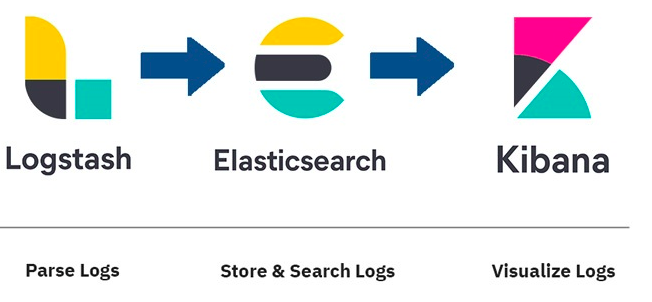 Logstash
Elasticsearch
Kibana
Parse Logs
Store & Search Logs
Visualize Logs